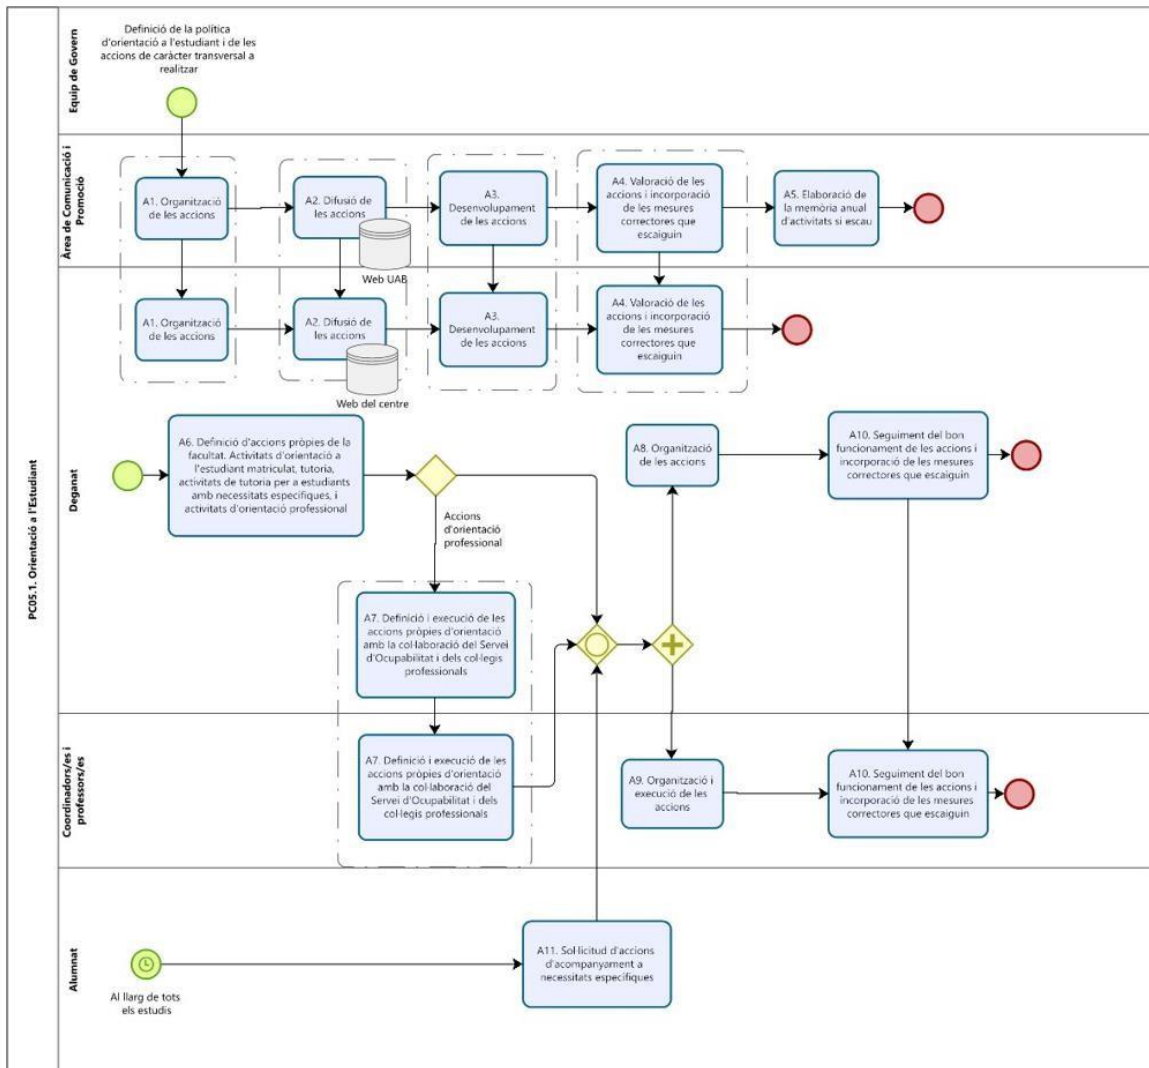 PC05.1. Orientació a l'Estudiant
Equip de Govern
Definició de la política
d'orientació a l'estudiant i de les
accions de caràcter transversal a
realitzar
Àrea de Comunicació i
Promoció
A1. Organització
de les accions
A2. Difusió de
les accions
Web UAB
A3.
Desenvolupament
de les accions
A4. Valoració de les
accions i incorporació
de les mesures
correctores que
escaiguin
A5. Elaboració de
la memòria anual
d'activitats si escau
Deganat
A1. Organització
de les accions
A2. Difusió de
les accions
Web del centre
A3.
Desenvolupament
de les accions
A4. Valoració de les
accions i incorporació
de les mesures
correctores que
escaiguin
A6. Definició d'accions pròpies de la
facultat. Activitats d'orientació a
l'estudiant matriculat, tutoria,
activitats de tutoria per a estudiants
amb necessitats específiques, i
activitats d'orientació professional
Accions
d'orientació
professional
A8. Organització
de les accions
A10. Seguiment del bon
funcionament de les accions i
incorporació de les mesures
correctores que escaiguin
A7. Definició i execució de les
accions pròpies d'orientació
amb la col·laboració del Servei
d'Ocupabilitat i dels col·legis
professionals
Coordinadors/es i
professors/es
A7. Definició i execució de les
accions pròpies d'orientació
amb la col·laboració del
Servei d'Ocupabilitat i dels
col·legis professionals
A9. Organització i
execució de les
accions
A10. Seguiment del bon
funcionament de les accions i
incorporació de les mesures
correctores que escaiguin
Alumnat
Al llarg de tots
els estudis
A11. Sol·licitud d'accions
d'acompanyament a
necessitats específiques